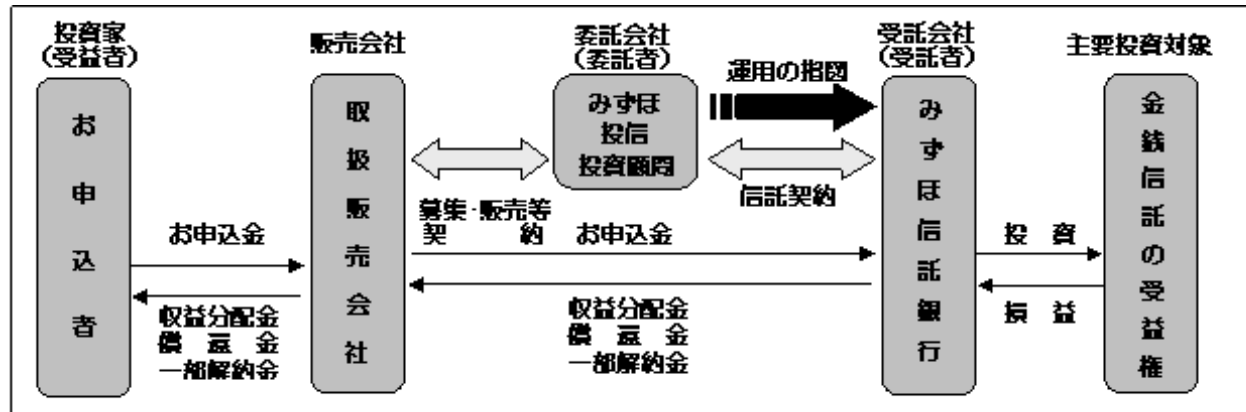 投資家
(受益者)
販売会社
委託会社
(委託者)
受託会社
(受託者)
主要投資対象
お申込者
取扱販売会社
みずほ
投信
投資顧問
運用の指図
信託契約
みずほ信託銀行
金銭信託の受益権
募集・販売等
契約
お申込金
お申込金
投資
損益
収益分配金
償還金
一部解約金
収益分配金
償還金
一部解約金